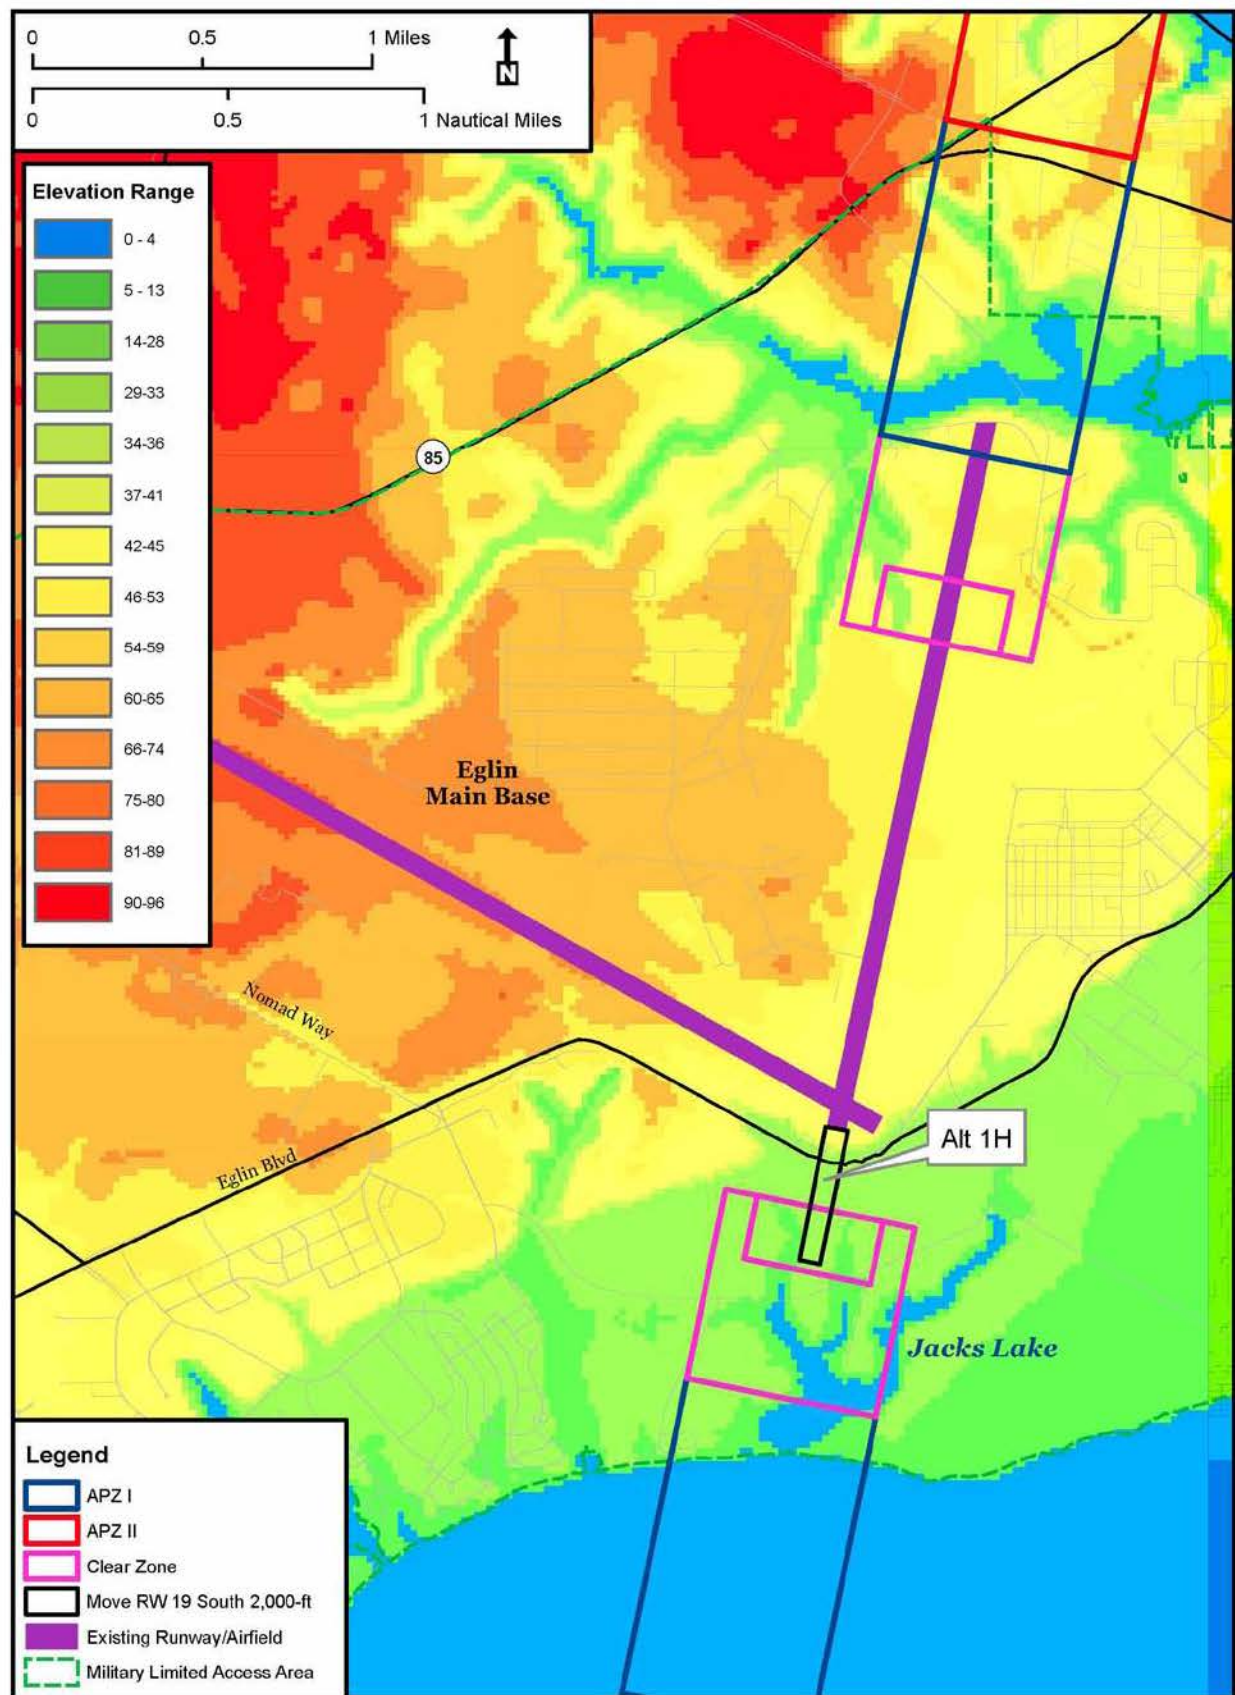 0 0.5 1 Miles
N
0 0.5 1 Nautical Miles
Elevation Range
0 - 4
5 - 13
14-28
29-33
34-36
37-41
42-45
46-53
54-59
60-65
66-74
75-80
81-89
90-96
85
Eglin
Main Base
Nomad Way
Eglin Blvd
Alt 1H
Jacks Lake
Legend
APZ I
APZ II
Clear Zone
Move RW 19 South 2,000-ft
Existing Runway/Airfield
Military Limited Access Area